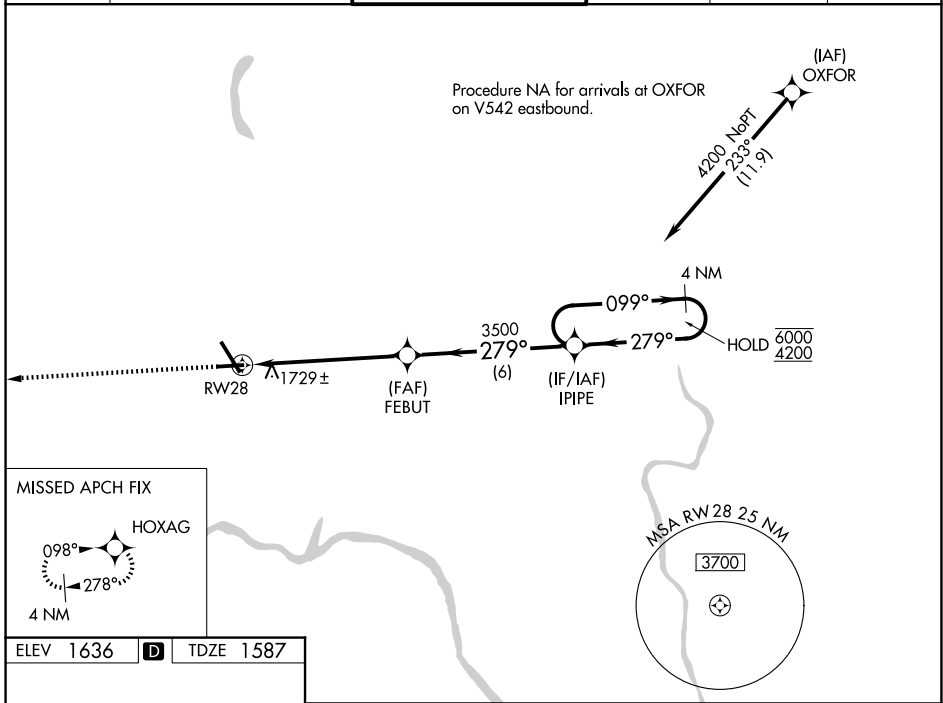 (IAF)
OXFOR
Procedure NA for arrivals at OXFOR
on V542 eastbound.
4200 NoPT
233°
(11.9)
4 NM
099°
3500
279°
(6)
279°
HOLD
6000
4200
1729±
RW28
(FAF)
FEBUT
(IF/IAF)
IPIPE
MISSED APCH FIX
HOXAG
098°
278°
4 NM
MSA RW 28 25 NM
3700
ELEV 1636
D
TDZE 1587